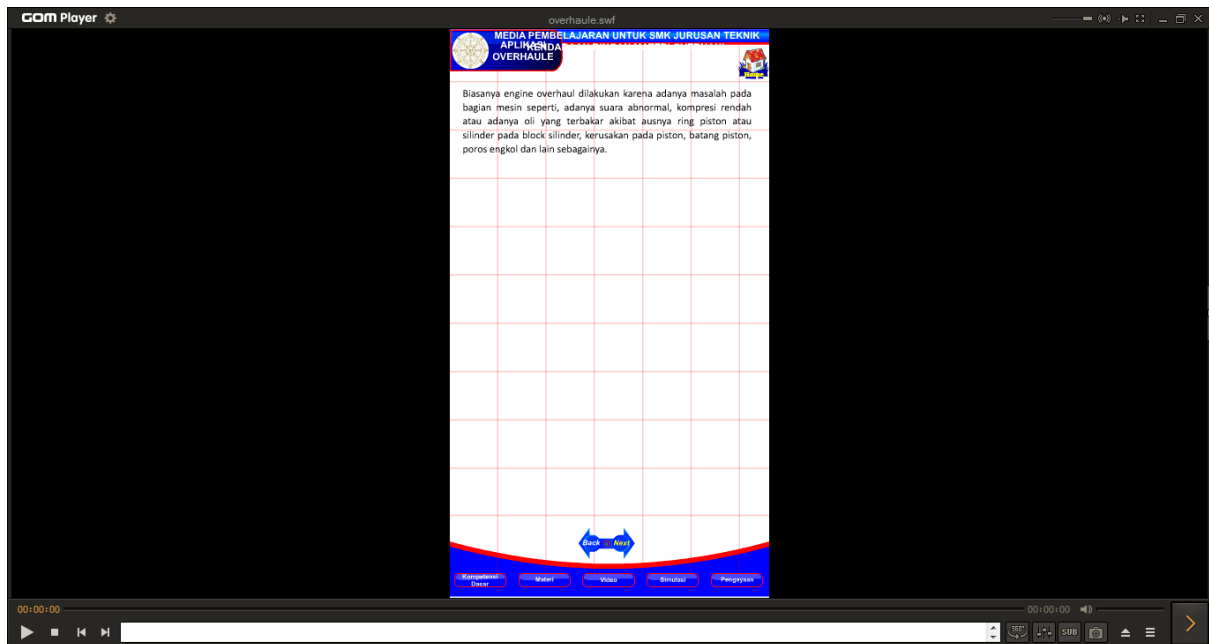 GOM Player
overhaule.swf
MEDIA PEMBELAJARAN UNTUK SMK JURUSAN TEKNIK
KENDA
APLIKASI
OVERHAULE
Home
Biasanya engine overhaul dilakukan karena adanya masalah pada
bagian mesin seperti, adanya suara abnormal, kompresi rendah
atau adanya oli yang terbakar akibat ausnya ring piston atau
silinder pada block silinder, kerusakan pada piston, batang piston,
poros engkol dan lain sebagainya.
Back Next
Kompetensi
Dasar
Materi
Video
Simulasi
Pengayaan
00:00:00
00:00:00
360°
SUB